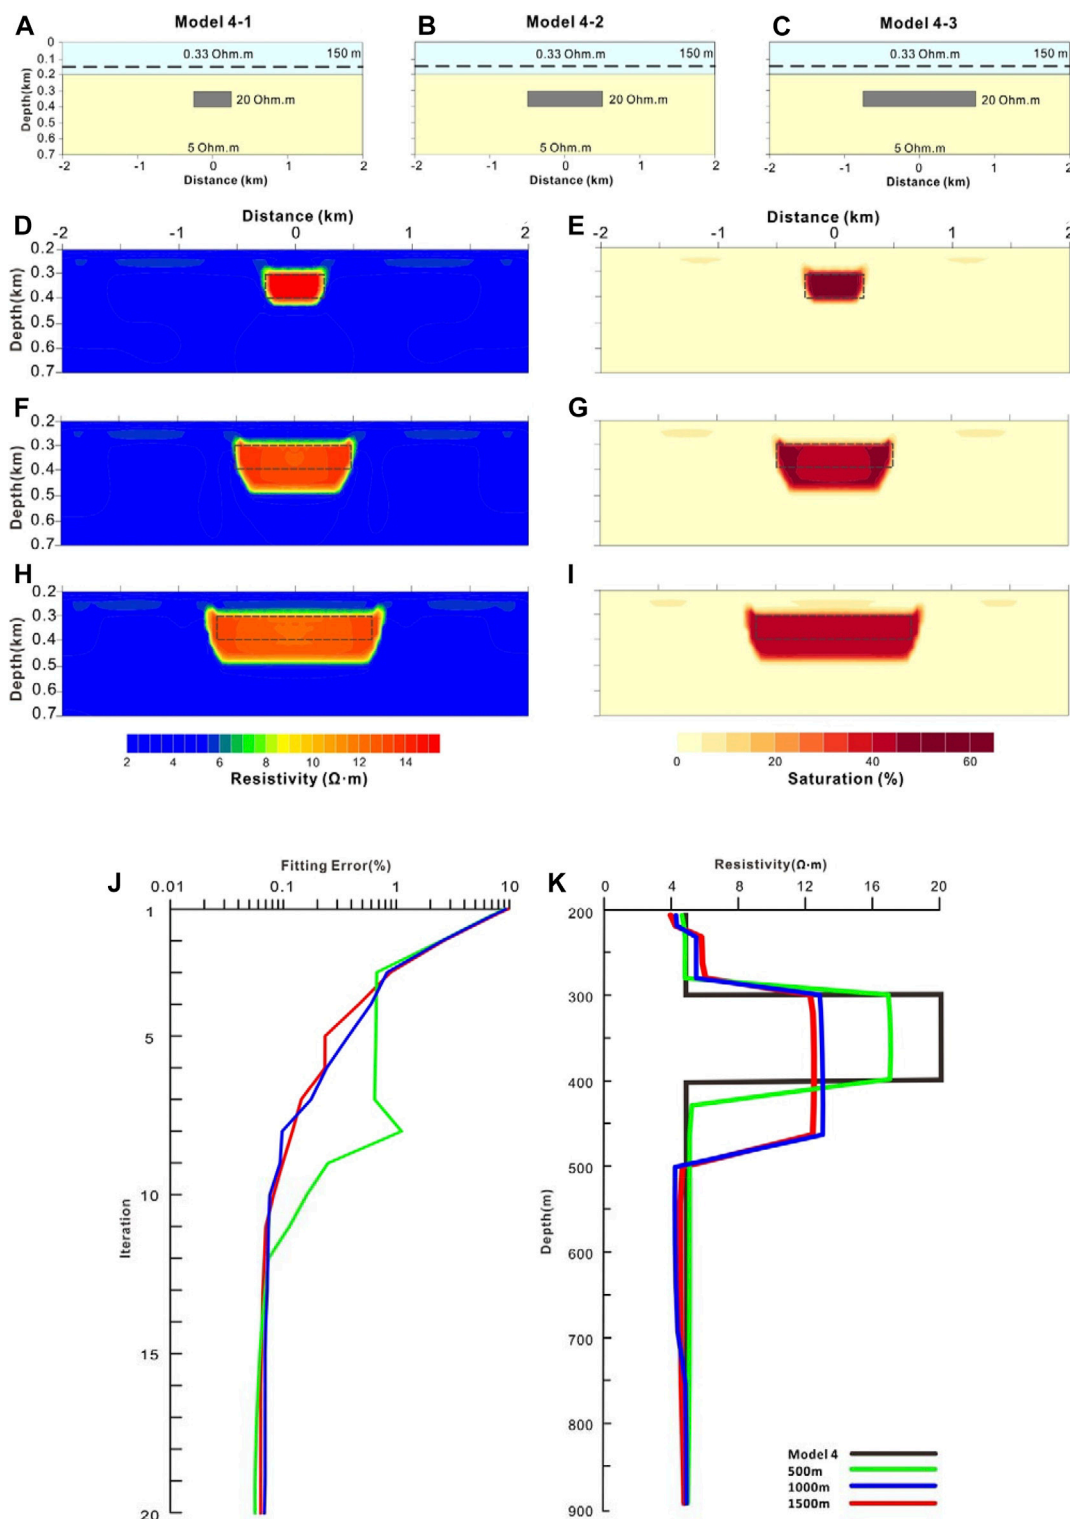 A Model 4-1
0
0.1
0.2
0.3
0.4
0.5
0.6
0.7
Depth(km)
0.33 Ohm.m 150 m
20 Ohm.m
5 Ohm.m
-2 -1 0 1 2
Distance (km)
B Model 4-2
0.33 Ohm.m 150 m
20 Ohm.m
5 Ohm.m
-2 -1 0 1 2
Distance (km)
C Model 4-3
0.33 Ohm.m 150 m
20 Ohm.m
5 Ohm.m
-2 -1 0 1 2
Distance (km)
D Distance (km)
-2 -1 0 1 2
0.2
0.3
0.4
0.5
0.6
0.7
Depth(km)
E Distance (km)
-2 -1 0 1 2
F
0.2
0.3
0.4
0.5
0.6
0.7
Depth(km)
G
H
0.2
0.3
0.4
0.5
0.6
0.7
Depth(km)
I
2 4 6 8 10 12 14
Resistivity (Ω·m)
0 20 40 60
Saturation (%)
J Fitting Error(%)
0.01 0.1 1 10
1
5
10
15
20
Iteration
K Resistivity(Ω·m)
0 4 8 12 16 20
200
300
400
500
600
700
800
900
Depth(m)
Model 4
500m
1000m
1500m